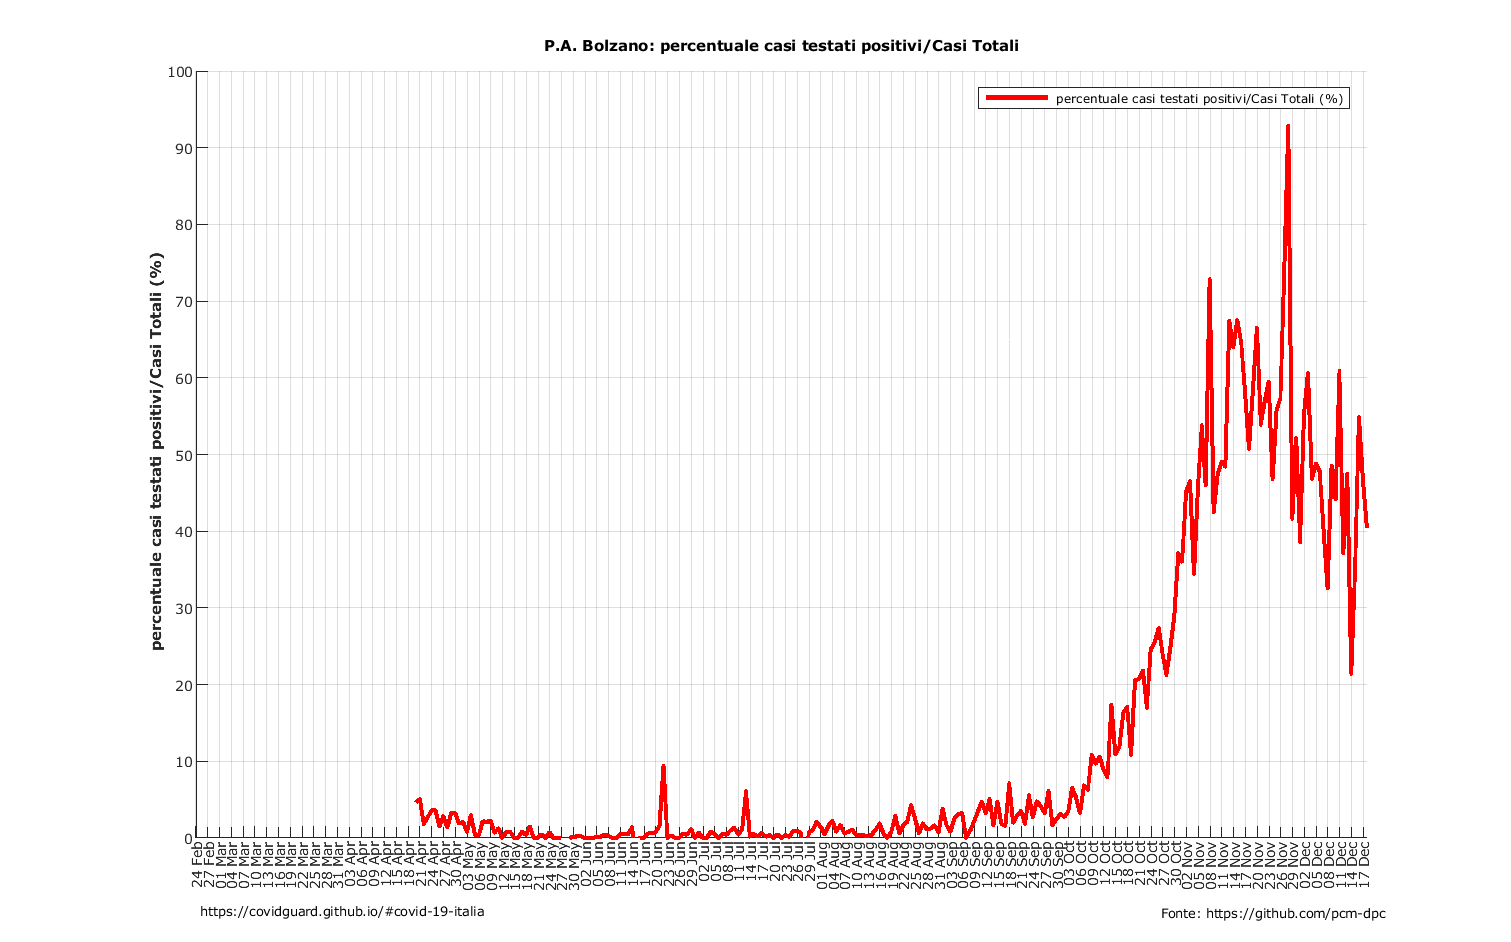 P.A. Bolzano: percentuale casi testati positivi/Casi Totali
percentuale casi testati positivi/Casi Totali (%)
percentuale casi testati positivi/Casi Totali (%)
100
90
80
70
60
50
40
30
20
10
0
24 Feb
27 Feb
01 Mar
04 Mar
07 Mar
10 Mar
13 Mar
16 Mar
19 Mar
22 Mar
25 Mar
28 Mar
31 Mar
03 Apr
06 Apr
09 Apr
12 Apr
15 Apr
18 Apr
21 Apr
24 Apr
27 Apr
30 Apr
03 May
06 May
09 May
12 May
15 May
18 May
21 May
24 May
27 May
30 May
02 Jun
05 Jun
08 Jun
11 Jun
14 Jun
17 Jun
20 Jun
23 Jun
26 Jun
29 Jun
02 Jul
05 Jul
08 Jul
11 Jul
14 Jul
17 Jul
20 Jul
23 Jul
26 Jul
29 Jul
01 Aug
04 Aug
07 Aug
10 Aug
13 Aug
16 Aug
19 Aug
22 Aug
25 Aug
28 Aug
31 Aug
03 Sep
06 Sep
09 Sep
12 Sep
15 Sep
18 Sep
21 Sep
24 Sep
27 Sep
30 Sep
03 Oct
06 Oct
09 Oct
12 Oct
15 Oct
18 Oct
21 Oct
24 Oct
27 Oct
30 Oct
02 Nov
05 Nov
08 Nov
11 Nov
14 Nov
17 Nov
20 Nov
23 Nov
26 Nov
29 Nov
02 Dec
05 Dec
08 Dec
11 Dec
14 Dec
17 Dec
https://covidguard.github.io/#covid-19-italia
Fonte: https://github.com/pcm-dpc